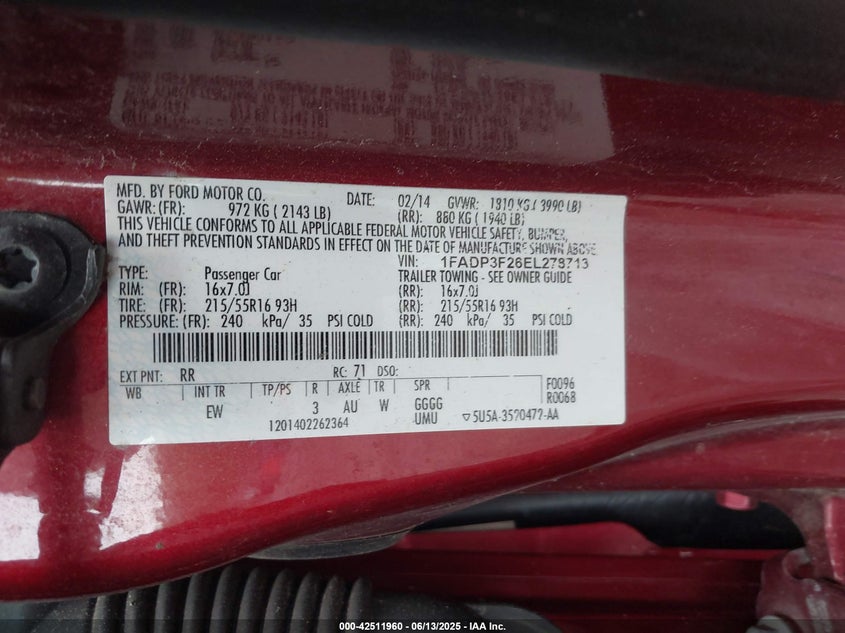 MFD. BY FORD MOTOR CO. DATE: 02/14 GVWR: 1810 KG ( 3990 LB)
GAWR: (FR): 972 KG ( 2143 LB) (RR): 880 KG ( 1940 LB)
THIS VEHICLE CONFORMS TO ALL APPLICABLE FEDERAL MOTOR VEHICLE SAFETY, BUMPER,
AND THEFT PREVENTION STANDARDS IN EFFECT ON THE DATE OF MANUFACTURE SHOWN ABOVE.
VIN: 1FADP3F26EL278713
TYPE: Passenger Car TRAILER TOWING - SEE OWNER GUIDE
RIM: (FR): 16x7.0J (RR): 16x7.0J
TIRE: (FR): 215/55R16 93H (RR): 215/55R16 93H
PRESSURE: (FR): 240 kPa/ 35 PSI COLD (RR): 240 kPa/ 35 PSI COLD
EXT PNT: RR RC: 71 DSO:
WB INT TR TP/PS R AXLE TR SPR F0096
R0068
EW 3 AU W GGGG
1201402262364 UMU ▽5U5A-3520472-AA
000-42511960 - 06/13/2025 - IAA Inc.